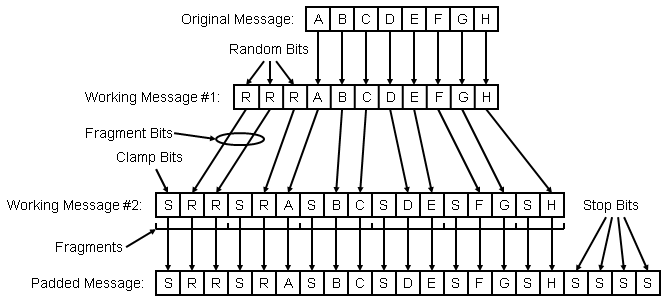 Original Message: A B C D E F G H
Random Bits
Working Message #1: R R R A B C D E F G H
Fragment Bits
Clamp Bits
Working Message #2: S R R S R A S B C S D E S F G S H
Stop Bits
Fragments
Padded Message: S R R S R A S B C S D E S F G S H S S S S